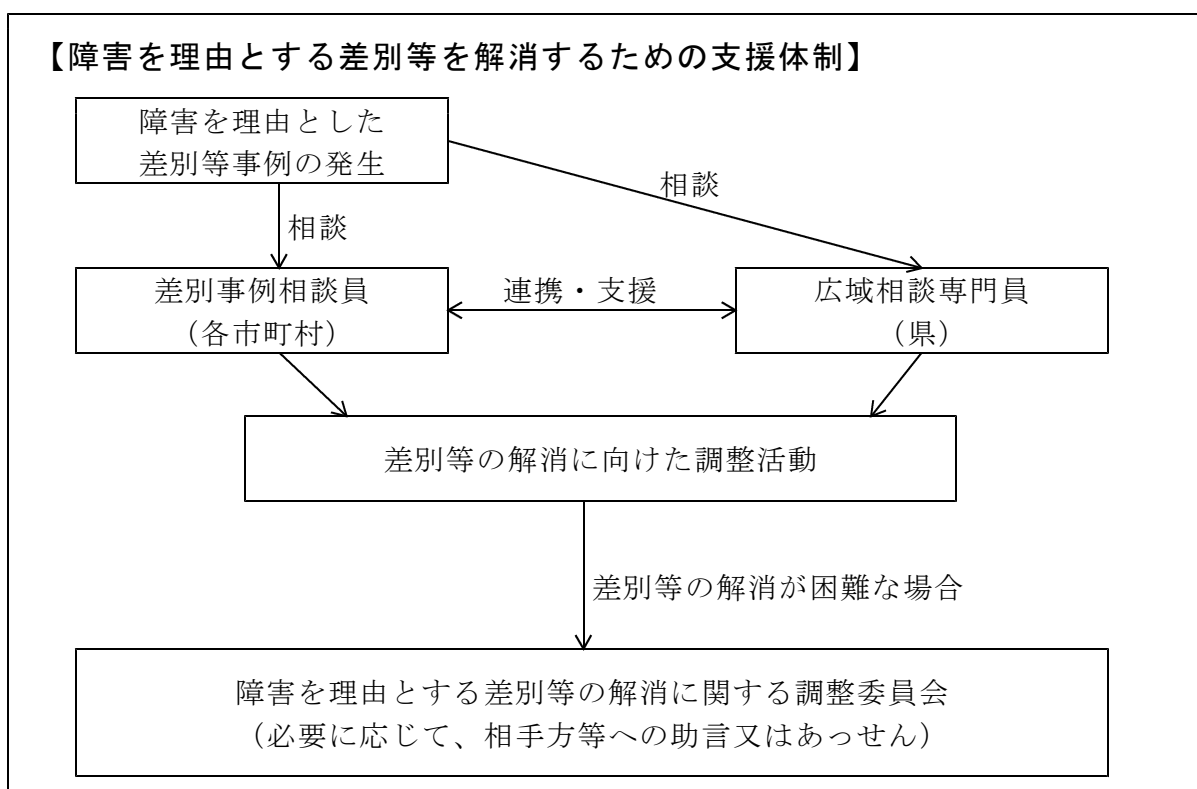 【障害を理由とする差別等を解消するための支援体制】
障害を理由とした
差別等事例の発生
相談
相談
差別事例相談員
（各市町村）
連携・支援
広域相談専門員
（県）
差別等の解消に向けた調整活動
差別等の解消が困難な場合
障害を理由とする差別等の解消に関する調整委員会
（必要に応じて、相手方等への助言又はあっせん）